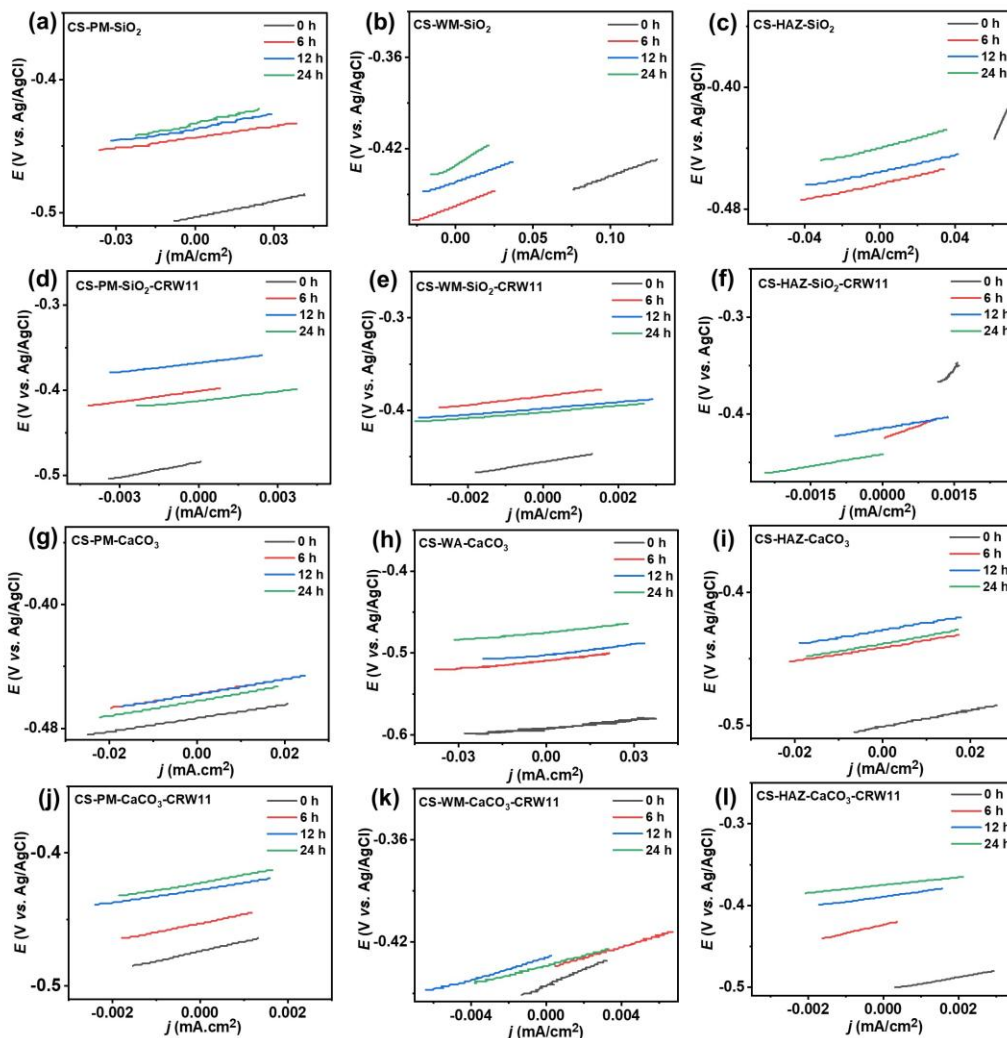 (a)
CS-PM-SiO₂
0 h
6 h
12 h
24 h
-0.4
-0.5
E (V vs. Ag/AgCl)
-0.03 0.00 0.03
j (mA/cm²)
(b)
CS-WM-SiO₂
0 h
6 h
12 h
24 h
-0.36
-0.42
E (V vs. Ag/AgCl)
0.00 0.05 0.10
j (mA/cm²)
(c)
CS-HAZ-SiO₂
0 h
6 h
12 h
24 h
-0.40
-0.48
E (V vs. Ag/AgCl)
-0.04 0.00 0.04
j (mA/cm²)
(d)
CS-PM-SiO₂-CRW11
0 h
6 h
12 h
24 h
-0.3
-0.4
-0.5
E (V vs. Ag/AgCl)
-0.003 0.000 0.003
j (mA/cm²)
(e)
CS-WM-SiO₂-CRW11
0 h
6 h
12 h
24 h
-0.3
-0.4
E (V vs. Ag/AgCl)
-0.002 0.000 0.002
j (mA/cm²)
(f)
CS-HAZ-SiO₂-CRW11
0 h
6 h
12 h
24 h
-0.3
-0.4
E (V vs. Ag/AgCl)
-0.0015 0.0000 0.0015
j (mA/cm²)
(g)
CS-PM-CaCO₃
0 h
6 h
12 h
24 h
-0.40
-0.48
E (V vs. Ag/AgCl)
-0.02 0.00 0.02
j (mA.cm²)
(h)
CS-WA-CaCO₃
0 h
6 h
12 h
24 h
-0.4
-0.5
-0.6
E (V vs. Ag/AgCl)
-0.03 0.00 0.03
j (mA/cm²)
(i)
CS-HAZ-CaCO₃
0 h
6 h
12 h
24 h
-0.4
-0.5
E (V vs. Ag/AgCl)
-0.02 0.00 0.02
j (mA/cm²)
(j)
CS-PM-CaCO₃-CRW11
0 h
6 h
12 h
24 h
-0.4
-0.5
E (V vs. Ag/AgCl)
-0.002 0.000 0.002
j (mA.cm²)
(k)
CS-WM-CaCO₃-CRW11
0 h
6 h
12 h
24 h
-0.36
-0.42
E (V vs. Ag/AgCl)
-0.004 0.000 0.004
j (mA/cm²)
(l)
CS-HAZ-CaCO₃-CRW11
0 h
6 h
12 h
24 h
-0.3
-0.4
-0.5
E (V vs. Ag/AgCl)
-0.002 0.000 0.002
j (mA/cm²)